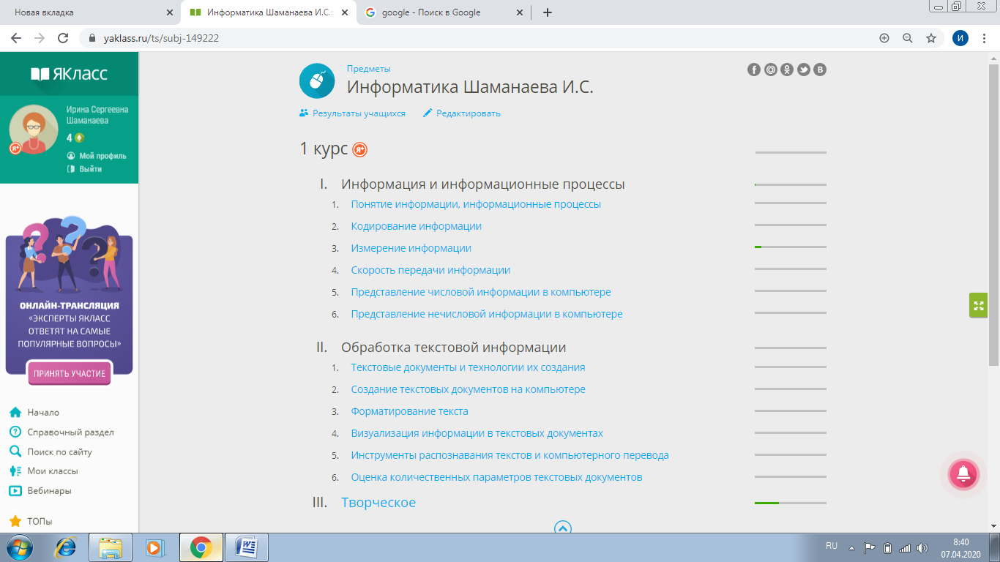 Новая вкладка
Информатика Шаманаева И.С.
google - Поиск в Google
yaklass.ru/ts/subj-149222
И
ЯКласс
Ирина Сергеевна
Шаманаева
4
Я+
Мой профиль
Выйти
ОНЛАЙН-ТРАНСЛЯЦИЯ
«ЭКСПЕРТЫ ЯКЛАСС
ОТВЕТЯТ НА САМЫЕ
ПОПУЛЯРНЫЕ ВОПРОСЫ»
ПРИНЯТЬ УЧАСТИЕ
Начало
Справочный раздел
Поиск по сайту
Мои классы
Вебинары
ТОПы
Предметы
Информатика Шаманаева И.С.
Результаты учащихся Редактировать
1 курс Я+
I. Информация и информационные процессы
1. Понятие информации, информационные процессы
2. Кодирование информации
3. Измерение информации
4. Скорость передачи информации
5. Представление числовой информации в компьютере
6. Представление нечисловой информации в компьютере
II. Обработка текстовой информации
1. Текстовые документы и технологии их создания
2. Создание текстовых документов на компьютере
3. Форматирование текста
4. Визуализация информации в текстовых документах
5. Инструменты распознавания текстов и компьютерного перевода
6. Оценка количественных параметров текстовых документов
III. Творческое
RU
8:40
07.04.2020